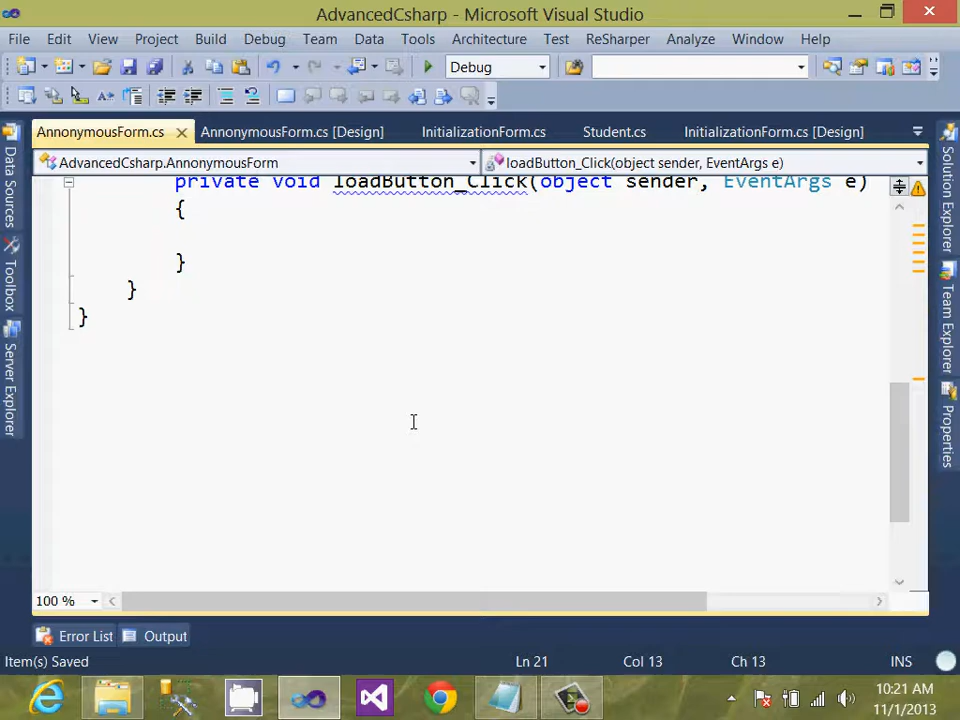 AdvancedCsharp - Microsoft Visual Studio
File Edit View Project Build Debug Team Data Tools Architecture Test ReSharper Analyze Window Help
Debug
AnnonymousForm.cs AnnonymousForm.cs [Design] InitializationForm.cs Student.cs InitializationForm.cs [Design]
AdvancedCsharp.AnnonymousForm loadButton_Click(object sender, EventArgs e)
private void loadButton_Click(object sender, EventArgs e)
{
}
}
}
Data Sources
Toolbox
Server Explorer
Solution Explorer
Team Explorer
Properties
100 %
Error List Output
Item(s) Saved Ln 21 Col 13 Ch 13 INS
10:21 AM
11/1/2013